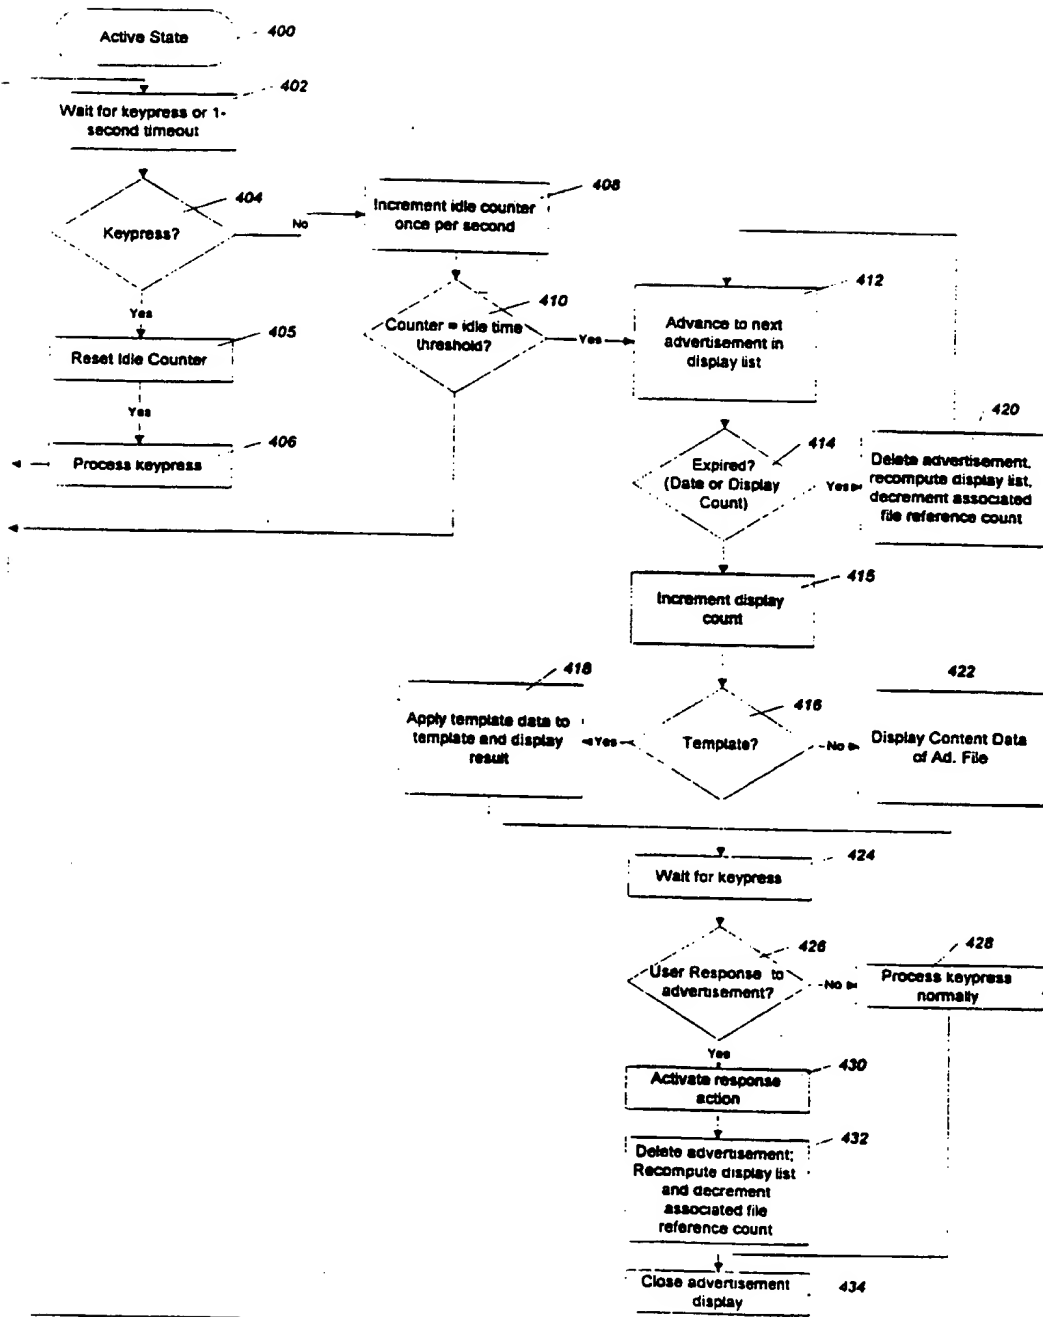 Active State
400
402
Wait for keypress or 1-
second timeout
404
Keypress?
No
408
Increment idle counter
once per second
Yes
405
Reset Idle Counter
Yes
406
Process keypress
410
Counter = idle time
threshold?
Yes
412
Advance to next
advertisement in
display list
414
Expired?
(Date or Display
Count)
Yes
420
Delete advertisement,
recompute display list,
decrement associated
file reference count
415
Increment display
count
416
Template?
Yes
No
418
Apply template data to
template and display
result
422
Display Content Data
of Ad. File
424
Wait for keypress
426
User Response to
advertisement?
No
428
Process keypress
normally
Yes
430
Activate response
action
432
Delete advertisement;
Recompute display list
and decrement
associated file
reference count
Close advertisement
display
434